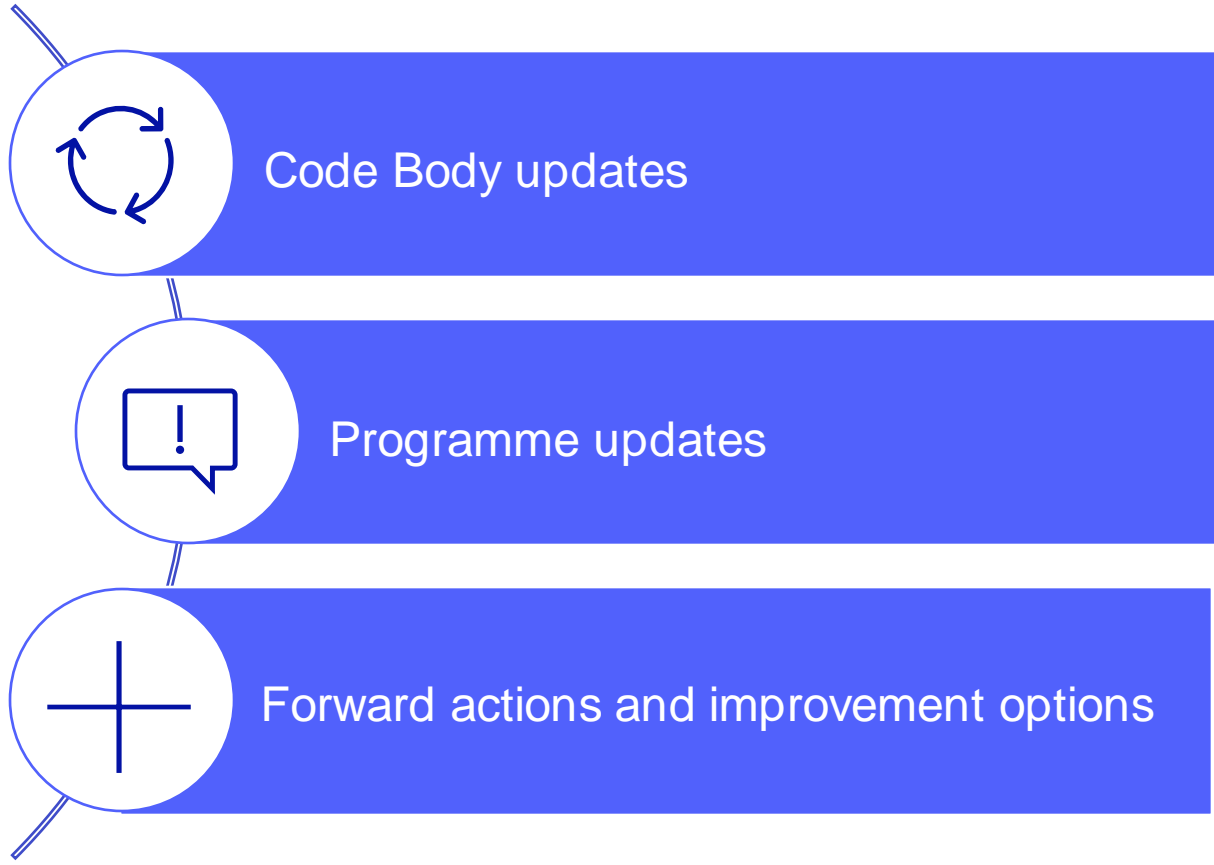 Code Body updates
Programme updates
Forward actions and improvement options